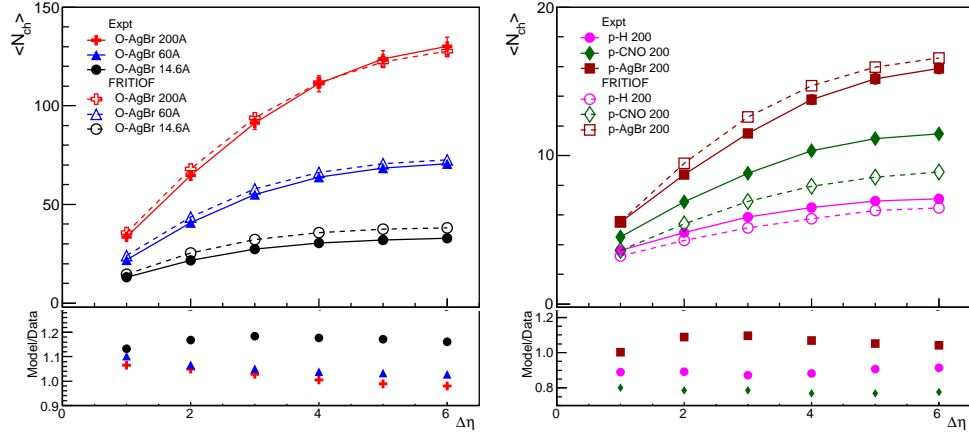 <N_ch>
150
100
50
0
Expt
O-AgBr 200A
O-AgBr 60A
O-AgBr 14.6A
FRITIOF
O-AgBr 200A
O-AgBr 60A
O-AgBr 14.6A
Model/Data
1.2
1.1
1.0
0.9
0 2 4 6
Δη
<N_ch>
20
10
0
Expt
p-H 200
p-CNO 200
p-AgBr 200
FRITIOF
p-H 200
p-CNO 200
p-AgBr 200
Model/Data
1.2
1.0
0.8
0 2 4 6
Δη